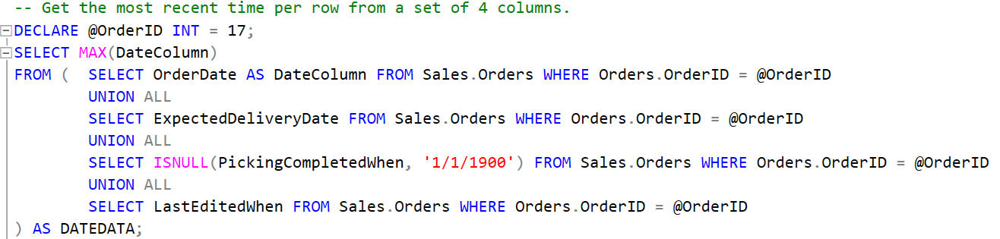 -- Get the most recent time per row from a set of 4 columns.
DECLARE @OrderID INT = 17;
SELECT MAX(DateColumn)
FROM (  SELECT OrderDate AS DateColumn FROM Sales.Orders WHERE Orders.OrderID = @OrderID
        UNION ALL
        SELECT ExpectedDeliveryDate FROM Sales.Orders WHERE Orders.OrderID = @OrderID
        UNION ALL
        SELECT ISNULL(PickingCompletedWhen, '1/1/1900') FROM Sales.Orders WHERE Orders.OrderID = @OrderID
        UNION ALL
        SELECT LastEditedWhen FROM Sales.Orders WHERE Orders.OrderID = @OrderID
) AS DATEDATA;